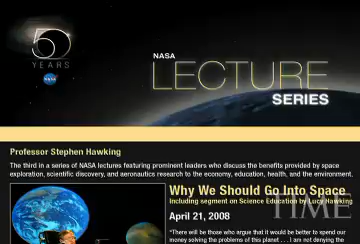 50
YEARS
NASA
NASA
LECTURE
SERIES
Professor Stephen Hawking
The third in a series of NASA lectures featuring prominent leaders who discuss the benefits provided by space
exploration, scientific discovery, and aeronautics research to the economy, education, health, and the environment.
Why We Should Go Into Space
Including segment on Science Education by Lucy Hawking
TIME
April 21, 2008
"There will be those who argue that it would be better to spend our
money solving the problems of this planet . . . I am not denying the